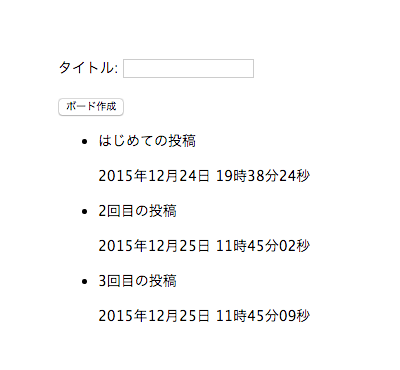 タイトル:
ボード作成
はじめての投稿
2015年12月24日 19時38分24秒
2回目の投稿
2015年12月25日 11時45分02秒
3回目の投稿
2015年12月25日 11時45分09秒